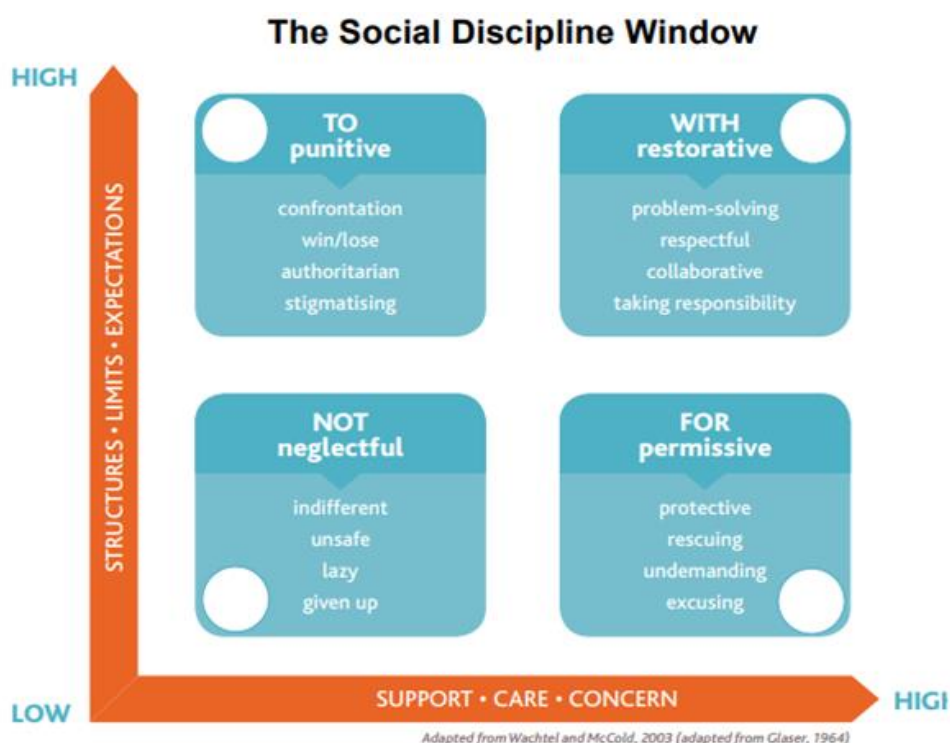 The Social Discipline Window
HIGH
STRUCTURES • LIMITS • EXPECTATIONS
TO
punitive
confrontation
win/lose
authoritarian
stigmatising
WITH
restorative
problem-solving
respectful
collaborative
taking responsibility
NOT
neglectful
indifferent
unsafe
lazy
given up
FOR
permissive
protective
rescuing
undemanding
excusing
SUPPORT • CARE • CONCERN
LOW
HIGH
Adapted from Wachtel and McCold, 2003 (adapted from Glaser, 1964)